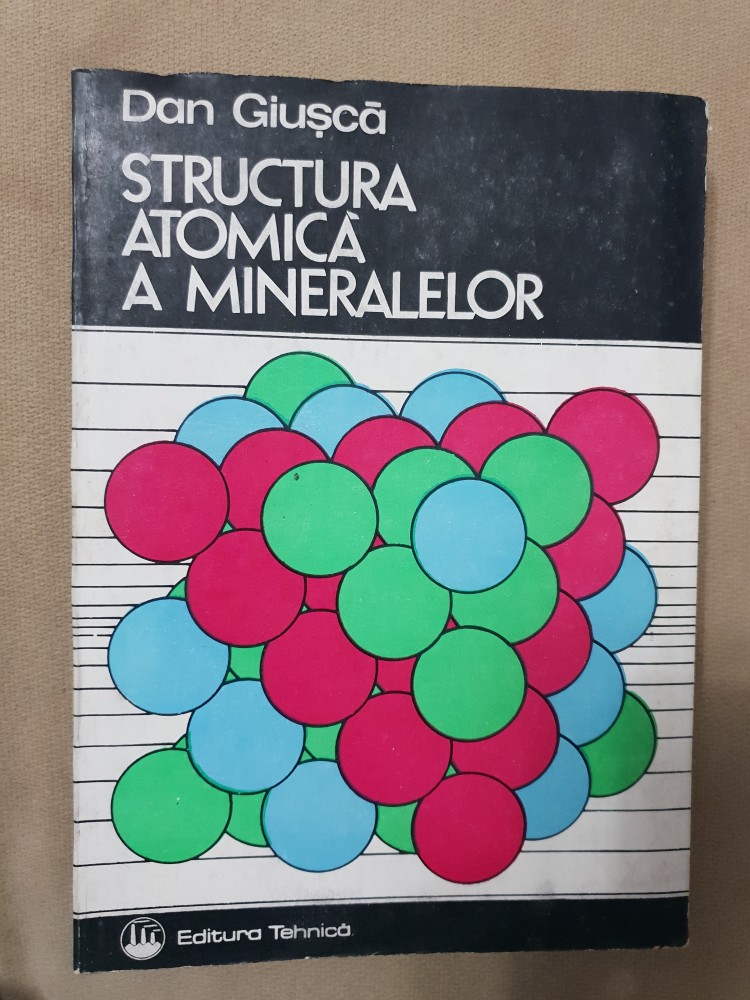 Dan Giușcă
STRUCTURA
ATOMICĂ
A MINERALELOR
Editura Tehnică